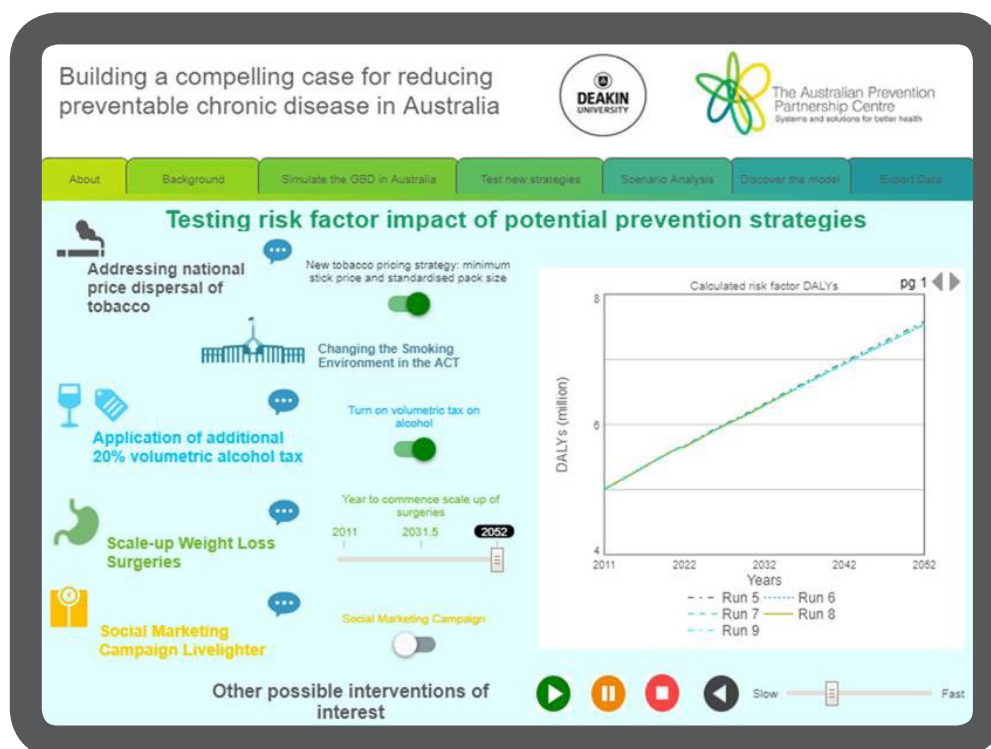 Building a compelling case for reducing
preventable chronic disease in Australia
DEAKIN
UNIVERSITY
The Australian Prevention
Partnership Centre
Systems and solutions for better health
About
Background
Simulate the GBD in Australia
Test new strategies
Scenario Analysis
Discover the model
Export Data
Testing risk factor impact of potential prevention strategies
Addressing national
price dispersal of
tobacco
New tobacco pricing strategy: minimum
stick price and standardised pack size
Changing the Smoking
Environment in the ACT
Application of additional
20% volumetric alcohol tax
Turn on volumetric tax on
alcohol
Scale-up Weight Loss
Surgeries
Year to commence scale up of
surgeries
2011 2031.5 2052
Social Marketing
Campaign Livelighter
Social Marketing Campaign
Other possible interventions of
interest
Calculated risk factor DALYs
pg 1
DALYs (million)
8
6
4
2011 2022 2032 2042 2052
Years
Run 5 Run 6
Run 7 Run 8
Run 9
Slow Fast